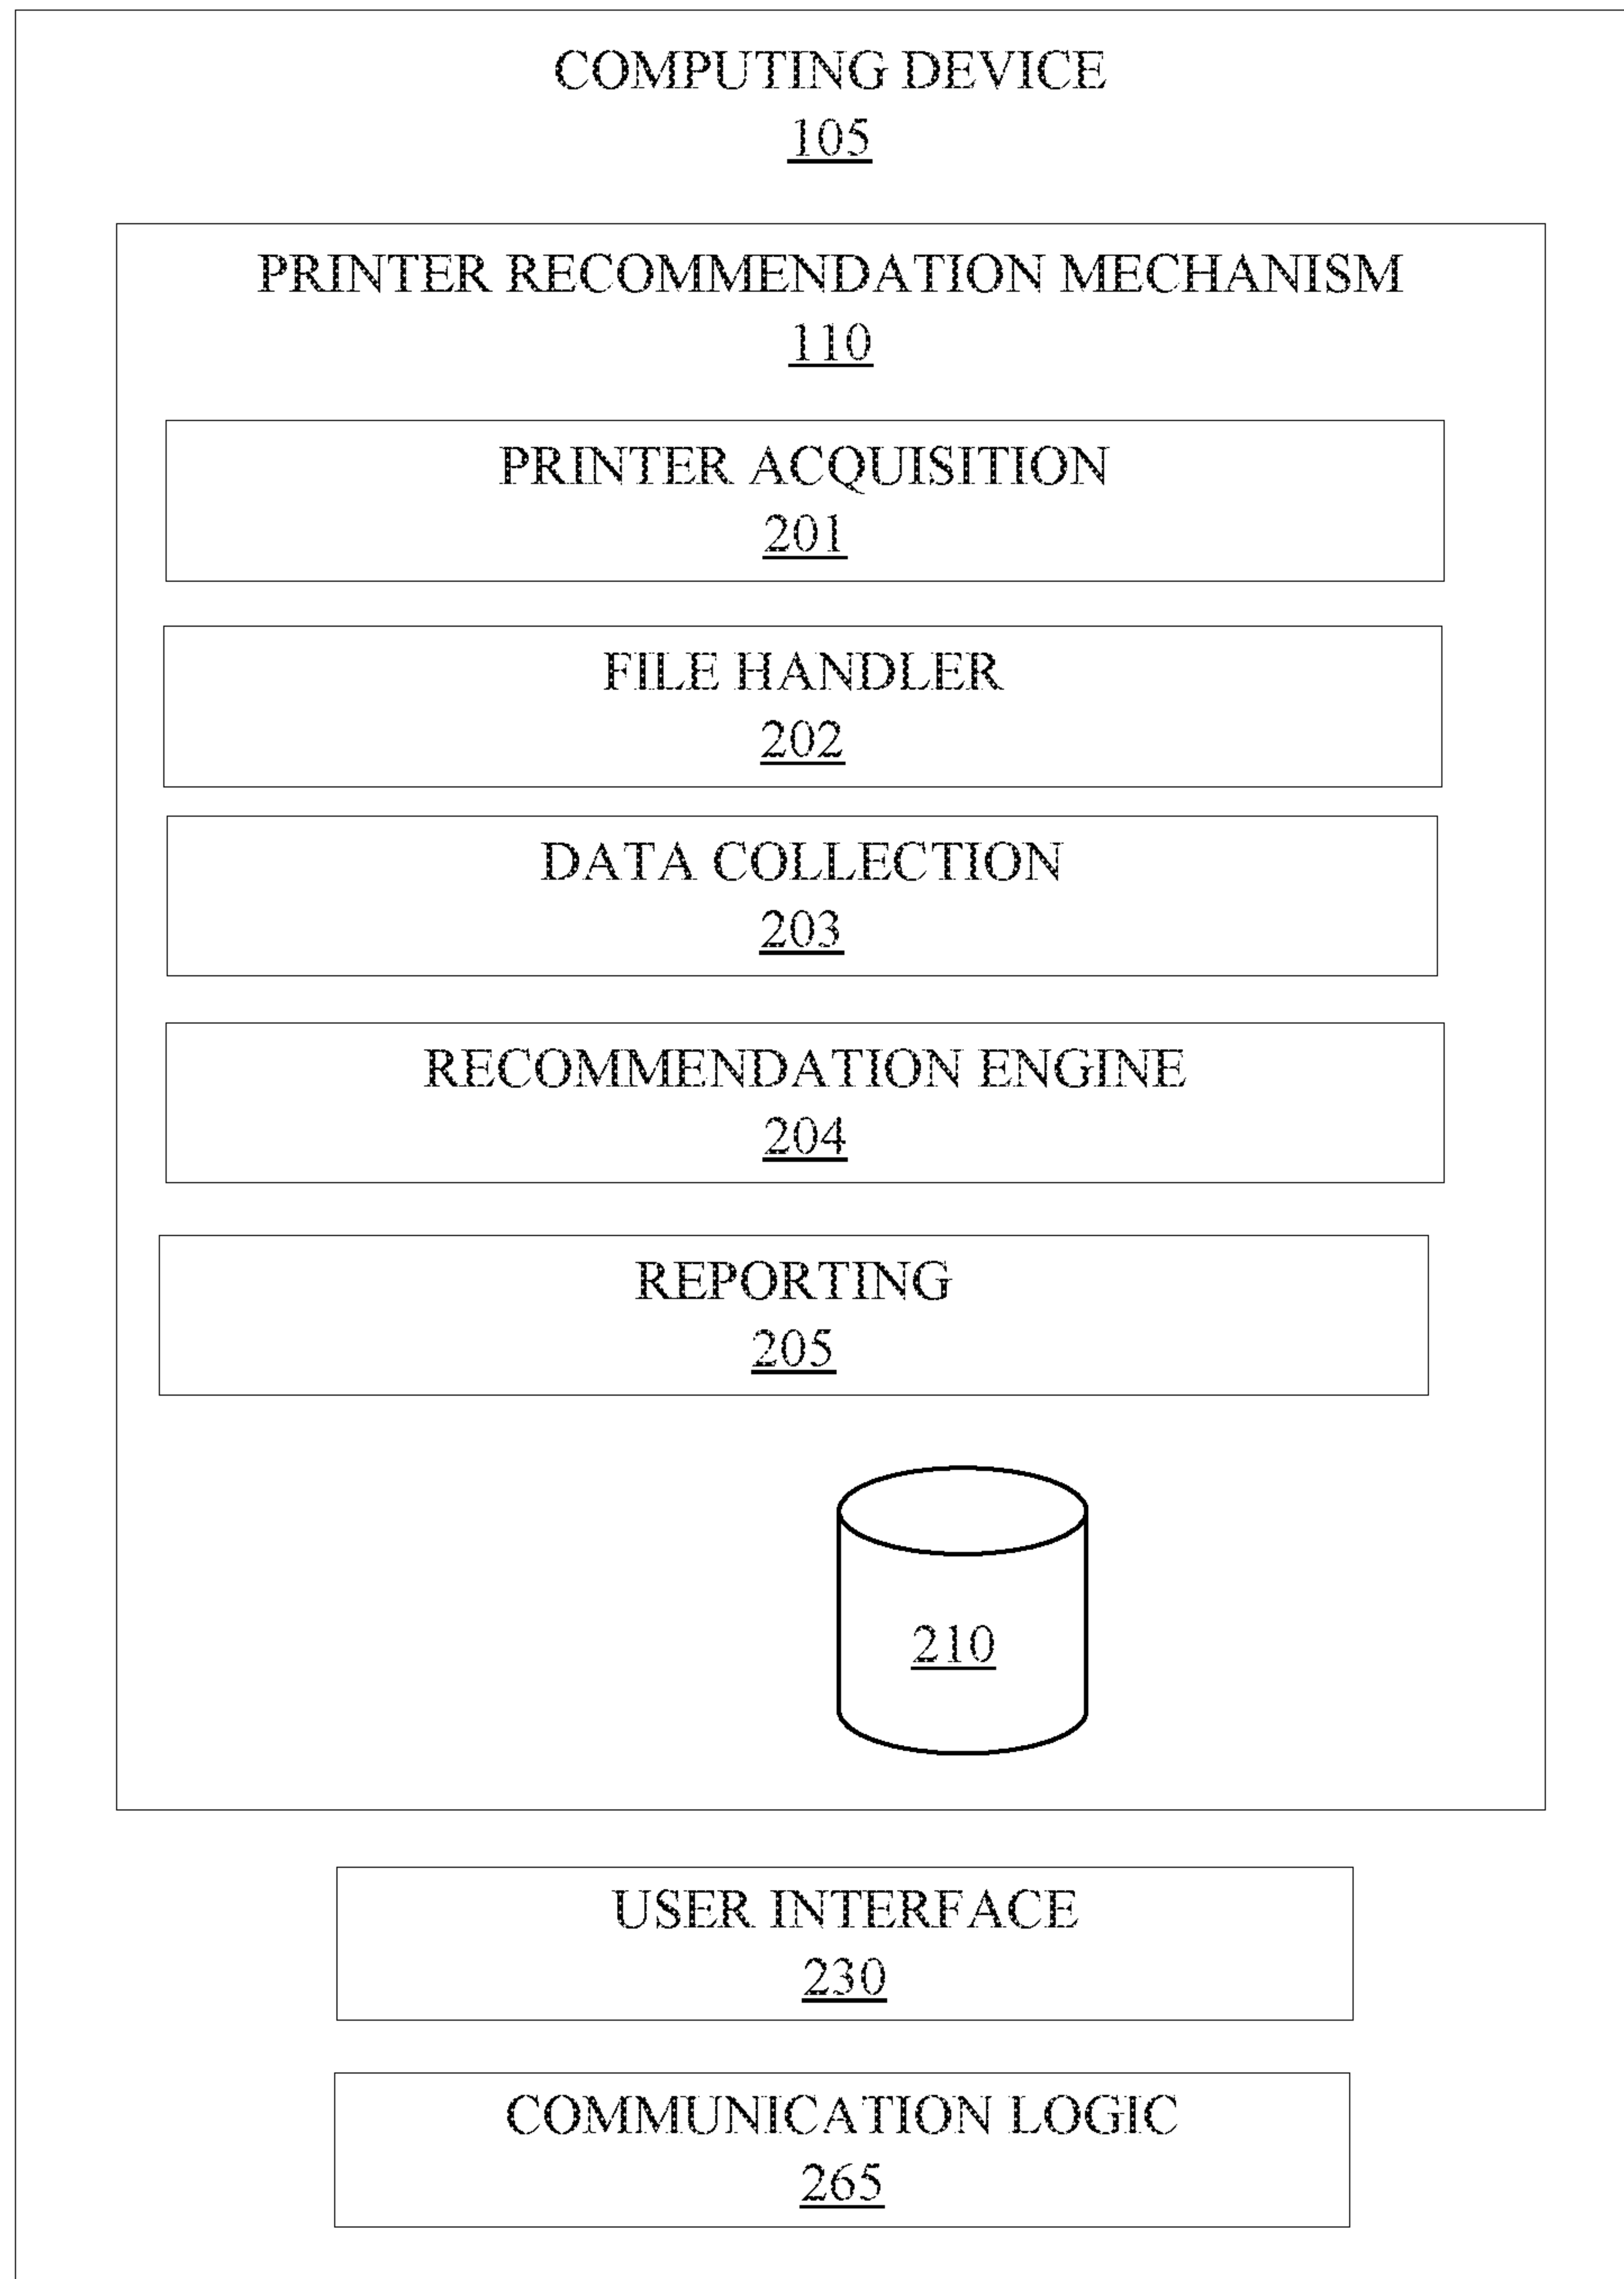 COMPUTING DEVICE
105
PRINTER RECOMMENDATION MECHANISM
110
PRINTER ACQUISITION
201
FILE HANDLER
202
DATA COLLECTION
203
RECOMMENDATION ENGINE
204
REPORTING
205
210
USER INTERFACE
230
COMMUNICATION LOGIC
265